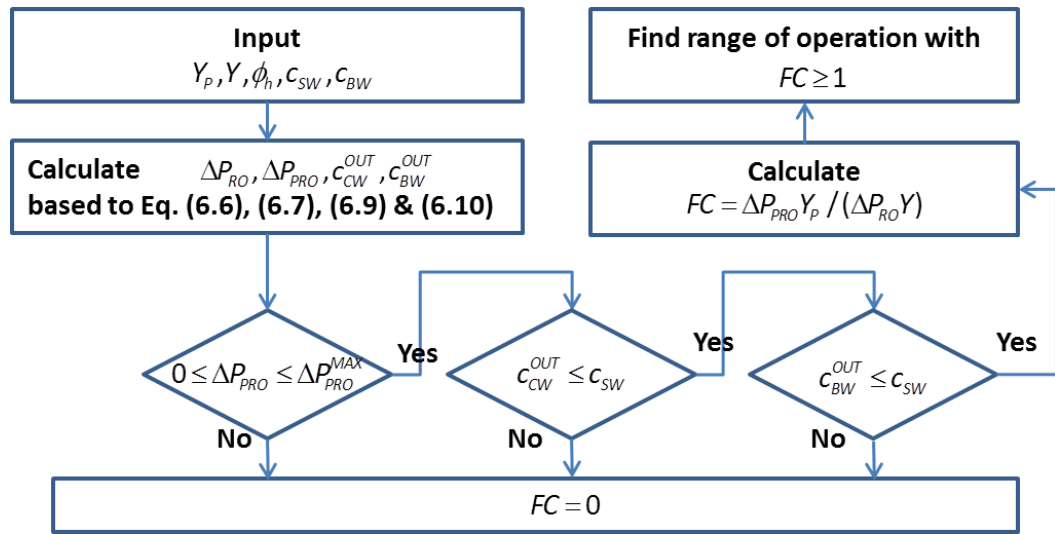 Input
Y_P, Y, ϕ_h, c_SW, c_BW
Calculate ΔP_RO, ΔP_PRO, c_CW^OUT, c_BW^OUT
based to Eq. (6.6), (6.7), (6.9) & (6.10)
Find range of operation with
FC ≥ 1
Calculate
FC = ΔP_PRO Y_P / (ΔP_RO Y)
0 ≤ ΔP_PRO ≤ ΔP_PRO^MAX
Yes
c_CW^OUT ≤ c_SW
Yes
c_BW^OUT ≤ c_SW
Yes
No
No
No
FC = 0